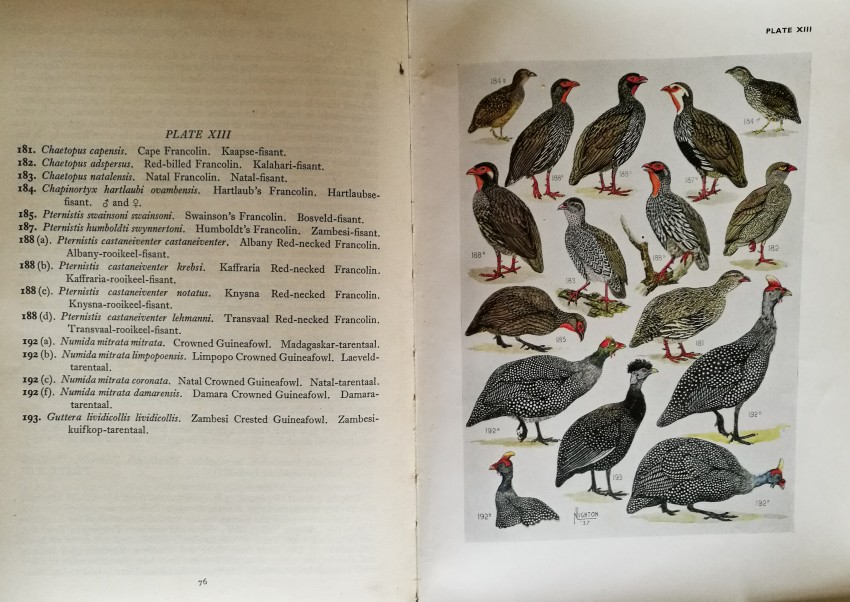 PLATE XIII
181. Chaetopus capensis. Cape Francolin. Kaapse-fisant.
182. Chaetopus adspersus. Red-billed Francolin. Kalahari-fisant.
183. Chaetopus natalensis. Natal Francolin. Natal-fisant.
184. Chapinortyx hartlaubi ovambensis. Hartlaub's Francolin. Hartlaubse-
fisant. ♂ and ♀.
185. Pternistis swainsoni swainsoni. Swainson's Francolin. Bosveld-fisant.
187. Pternistis humboldti swynnertoni. Humboldt's Francolin. Zambesi-fisant.
188 (a). Pternistis castaneiventer castaneiventer. Albany Red-necked Francolin.
Albany-rooikeel-fisant.
188 (b). Pternistis castaneiventer krebsi. Kaffraria Red-necked Francolin.
Kaffraria-rooikeel-fisant.
188 (c). Pternistis castaneiventer notatus. Knysna Red-necked Francolin.
Knysna-rooikeel-fisant.
188 (d). Pternistis castaneiventer lehmanni. Transvaal Red-necked Francolin.
Transvaal-rooikeel-fisant.
192 (a). Numida mitrata mitrata. Crowned Guineafowl. Madagaskar-tarentaal.
192 (b). Numida mitrata limpopoensis. Limpopo Crowned Guineafowl. Laeveld-
tarentaal.
192 (c). Numida mitrata coronata. Natal Crowned Guineafowl. Natal-tarentaal.
192 (f). Numida mitrata damarensis. Damara Crowned Guineafowl. Damara-
tarentaal.
193. Guttera lividicollis lividicollis. Zambesi Crested Guineafowl. Zambesi-
kuifkop-tarentaal.
76
PLATE XIII
184 ♀
184 ♂
188
188
187
188
183
188
182
185
181
192
192
193
192
192
NIGHTON
'37